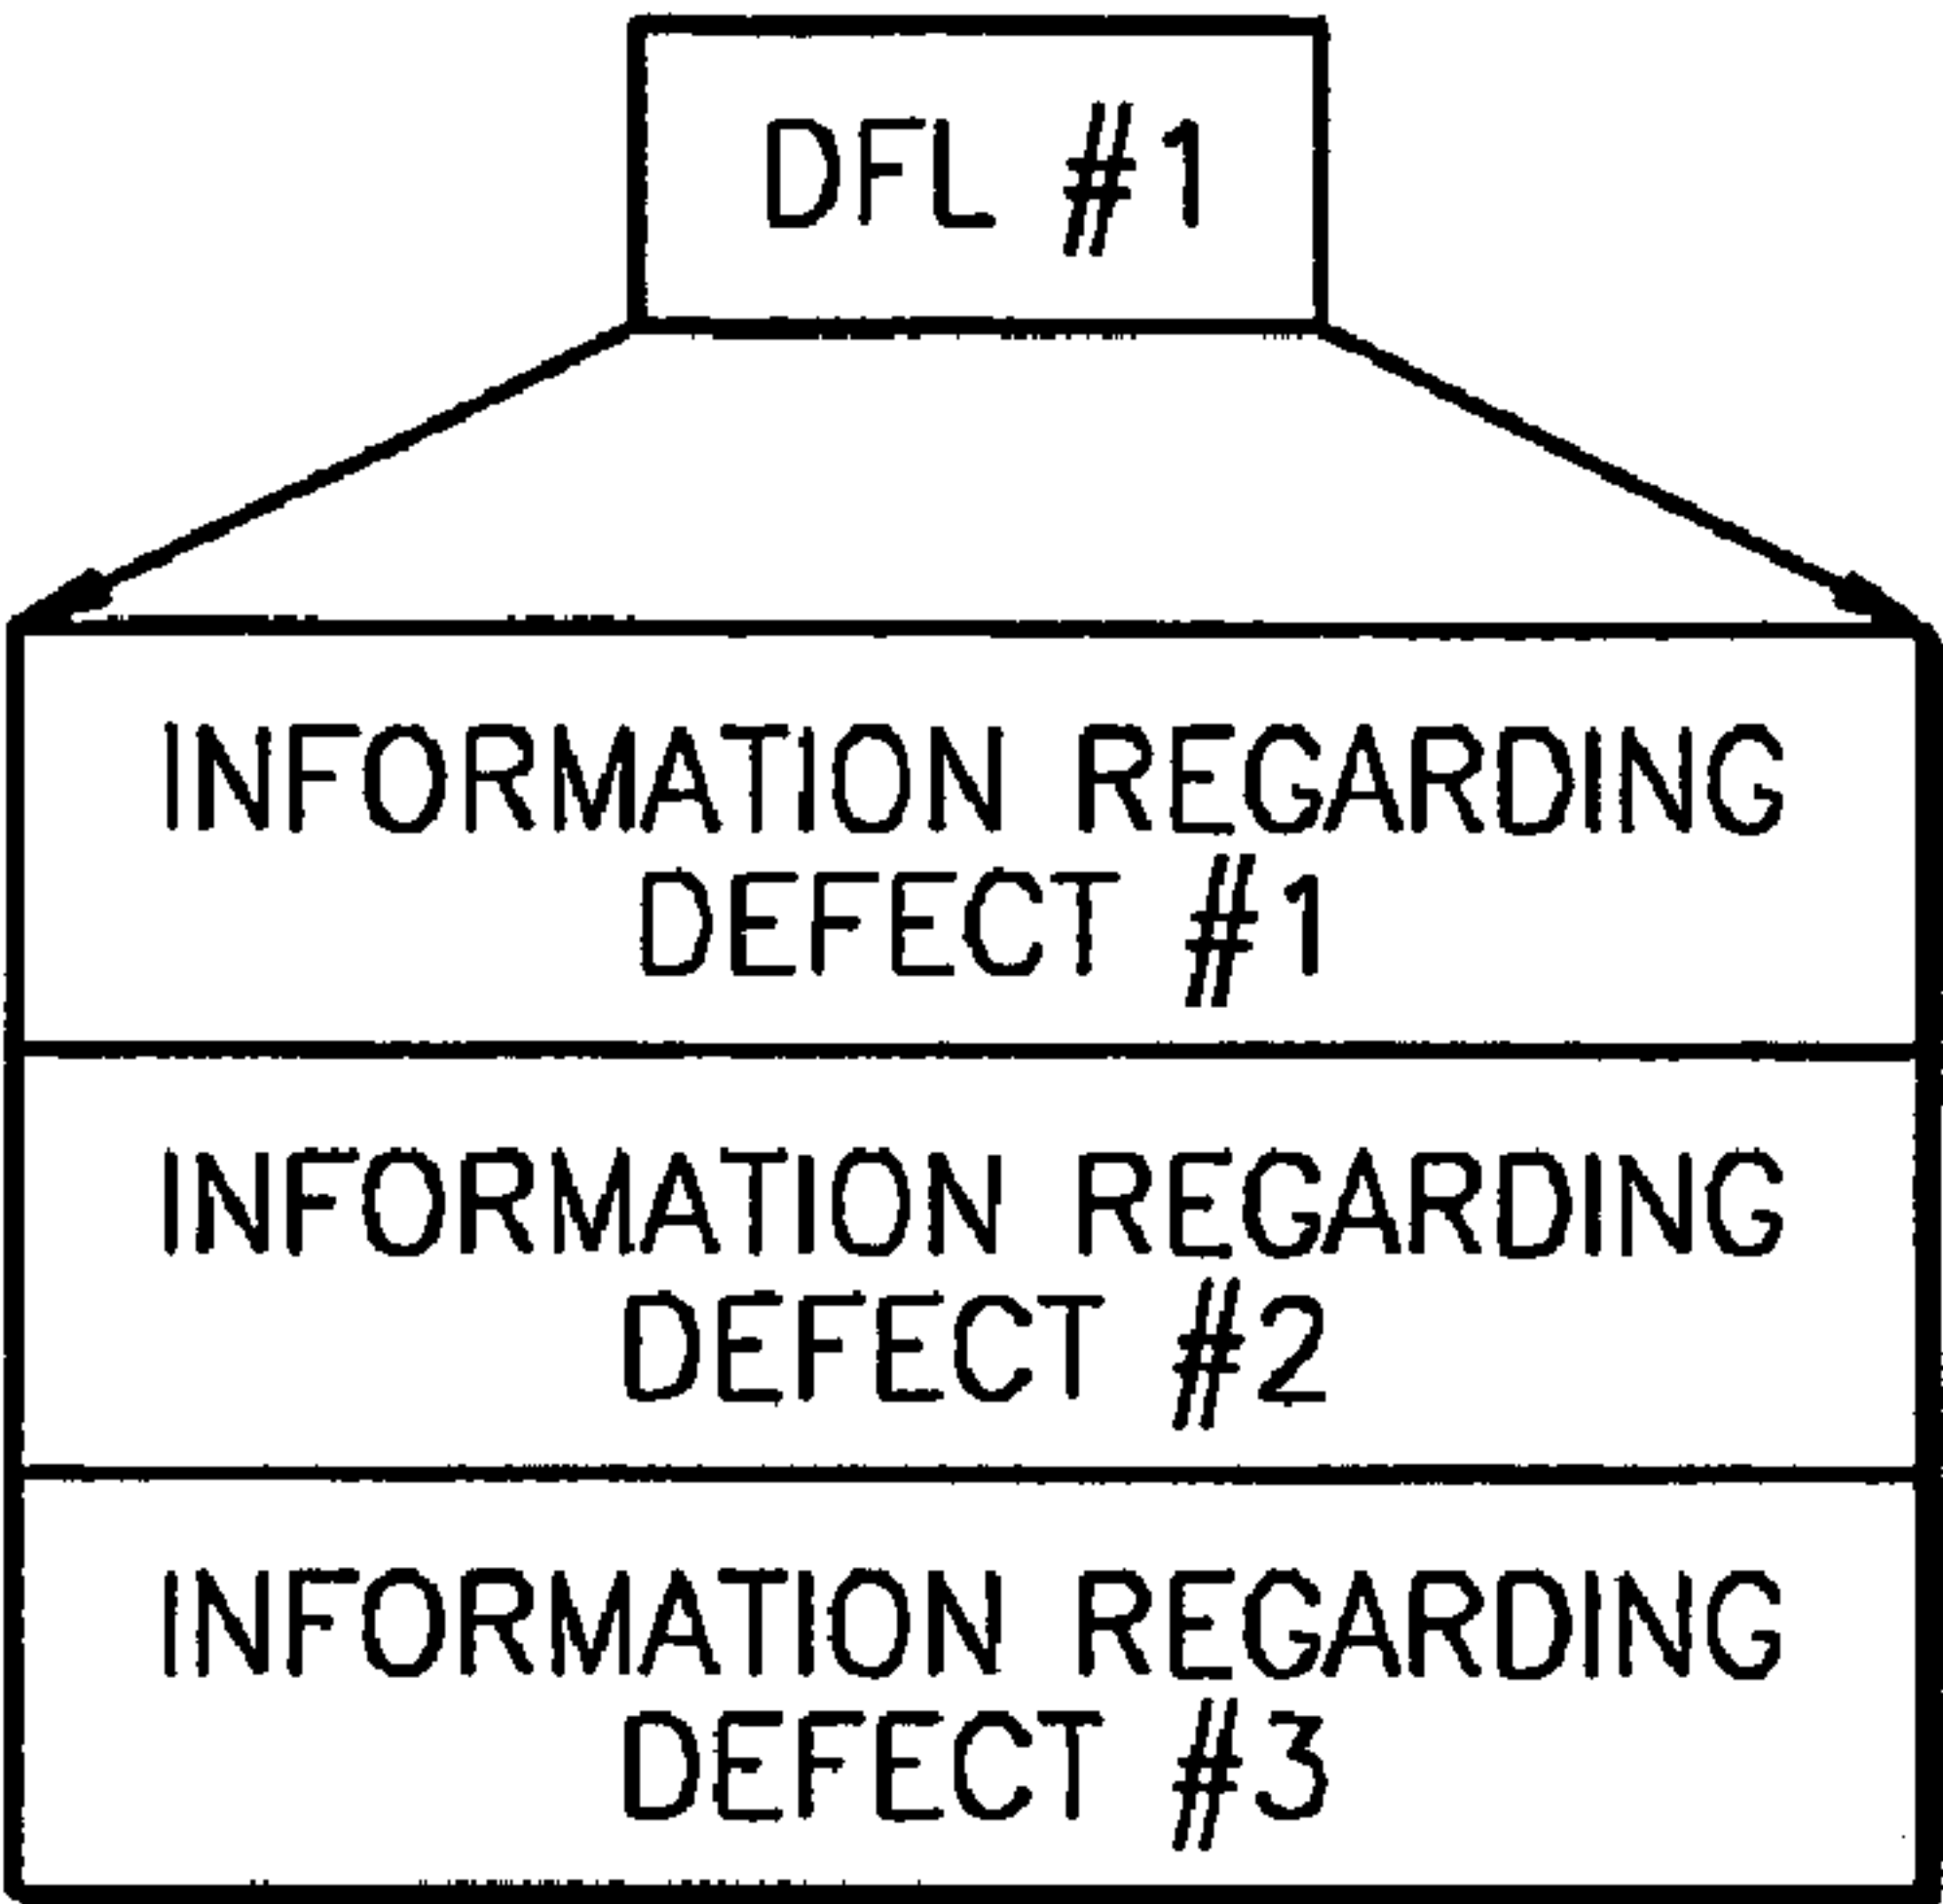 DFL #1
INFORMATION REGARDING
DEFECT #1
INFORMATION REGARDING
DEFECT #2
INFORMATION REGARDING
DEFECT #3